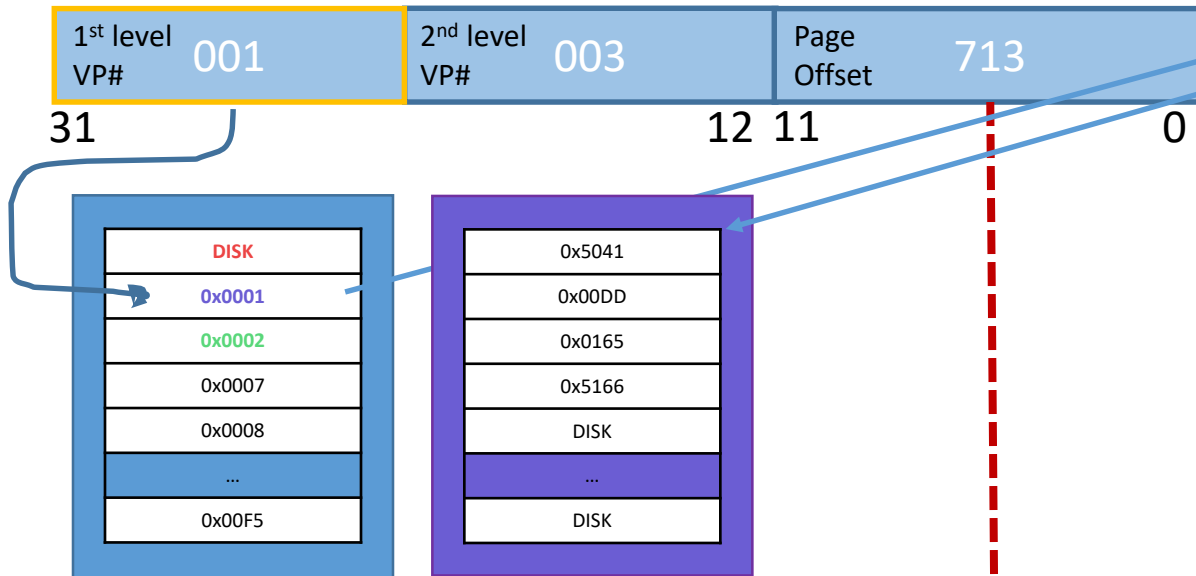 1st level
VP#
001
2nd level
VP#
003
Page
Offset
713
31
12
11
0
DISK
0x0001
0x0002
0x0007
0x0008
...
0x00F5
0x5041
0x00DD
0x0165
0x5166
DISK
...
DISK